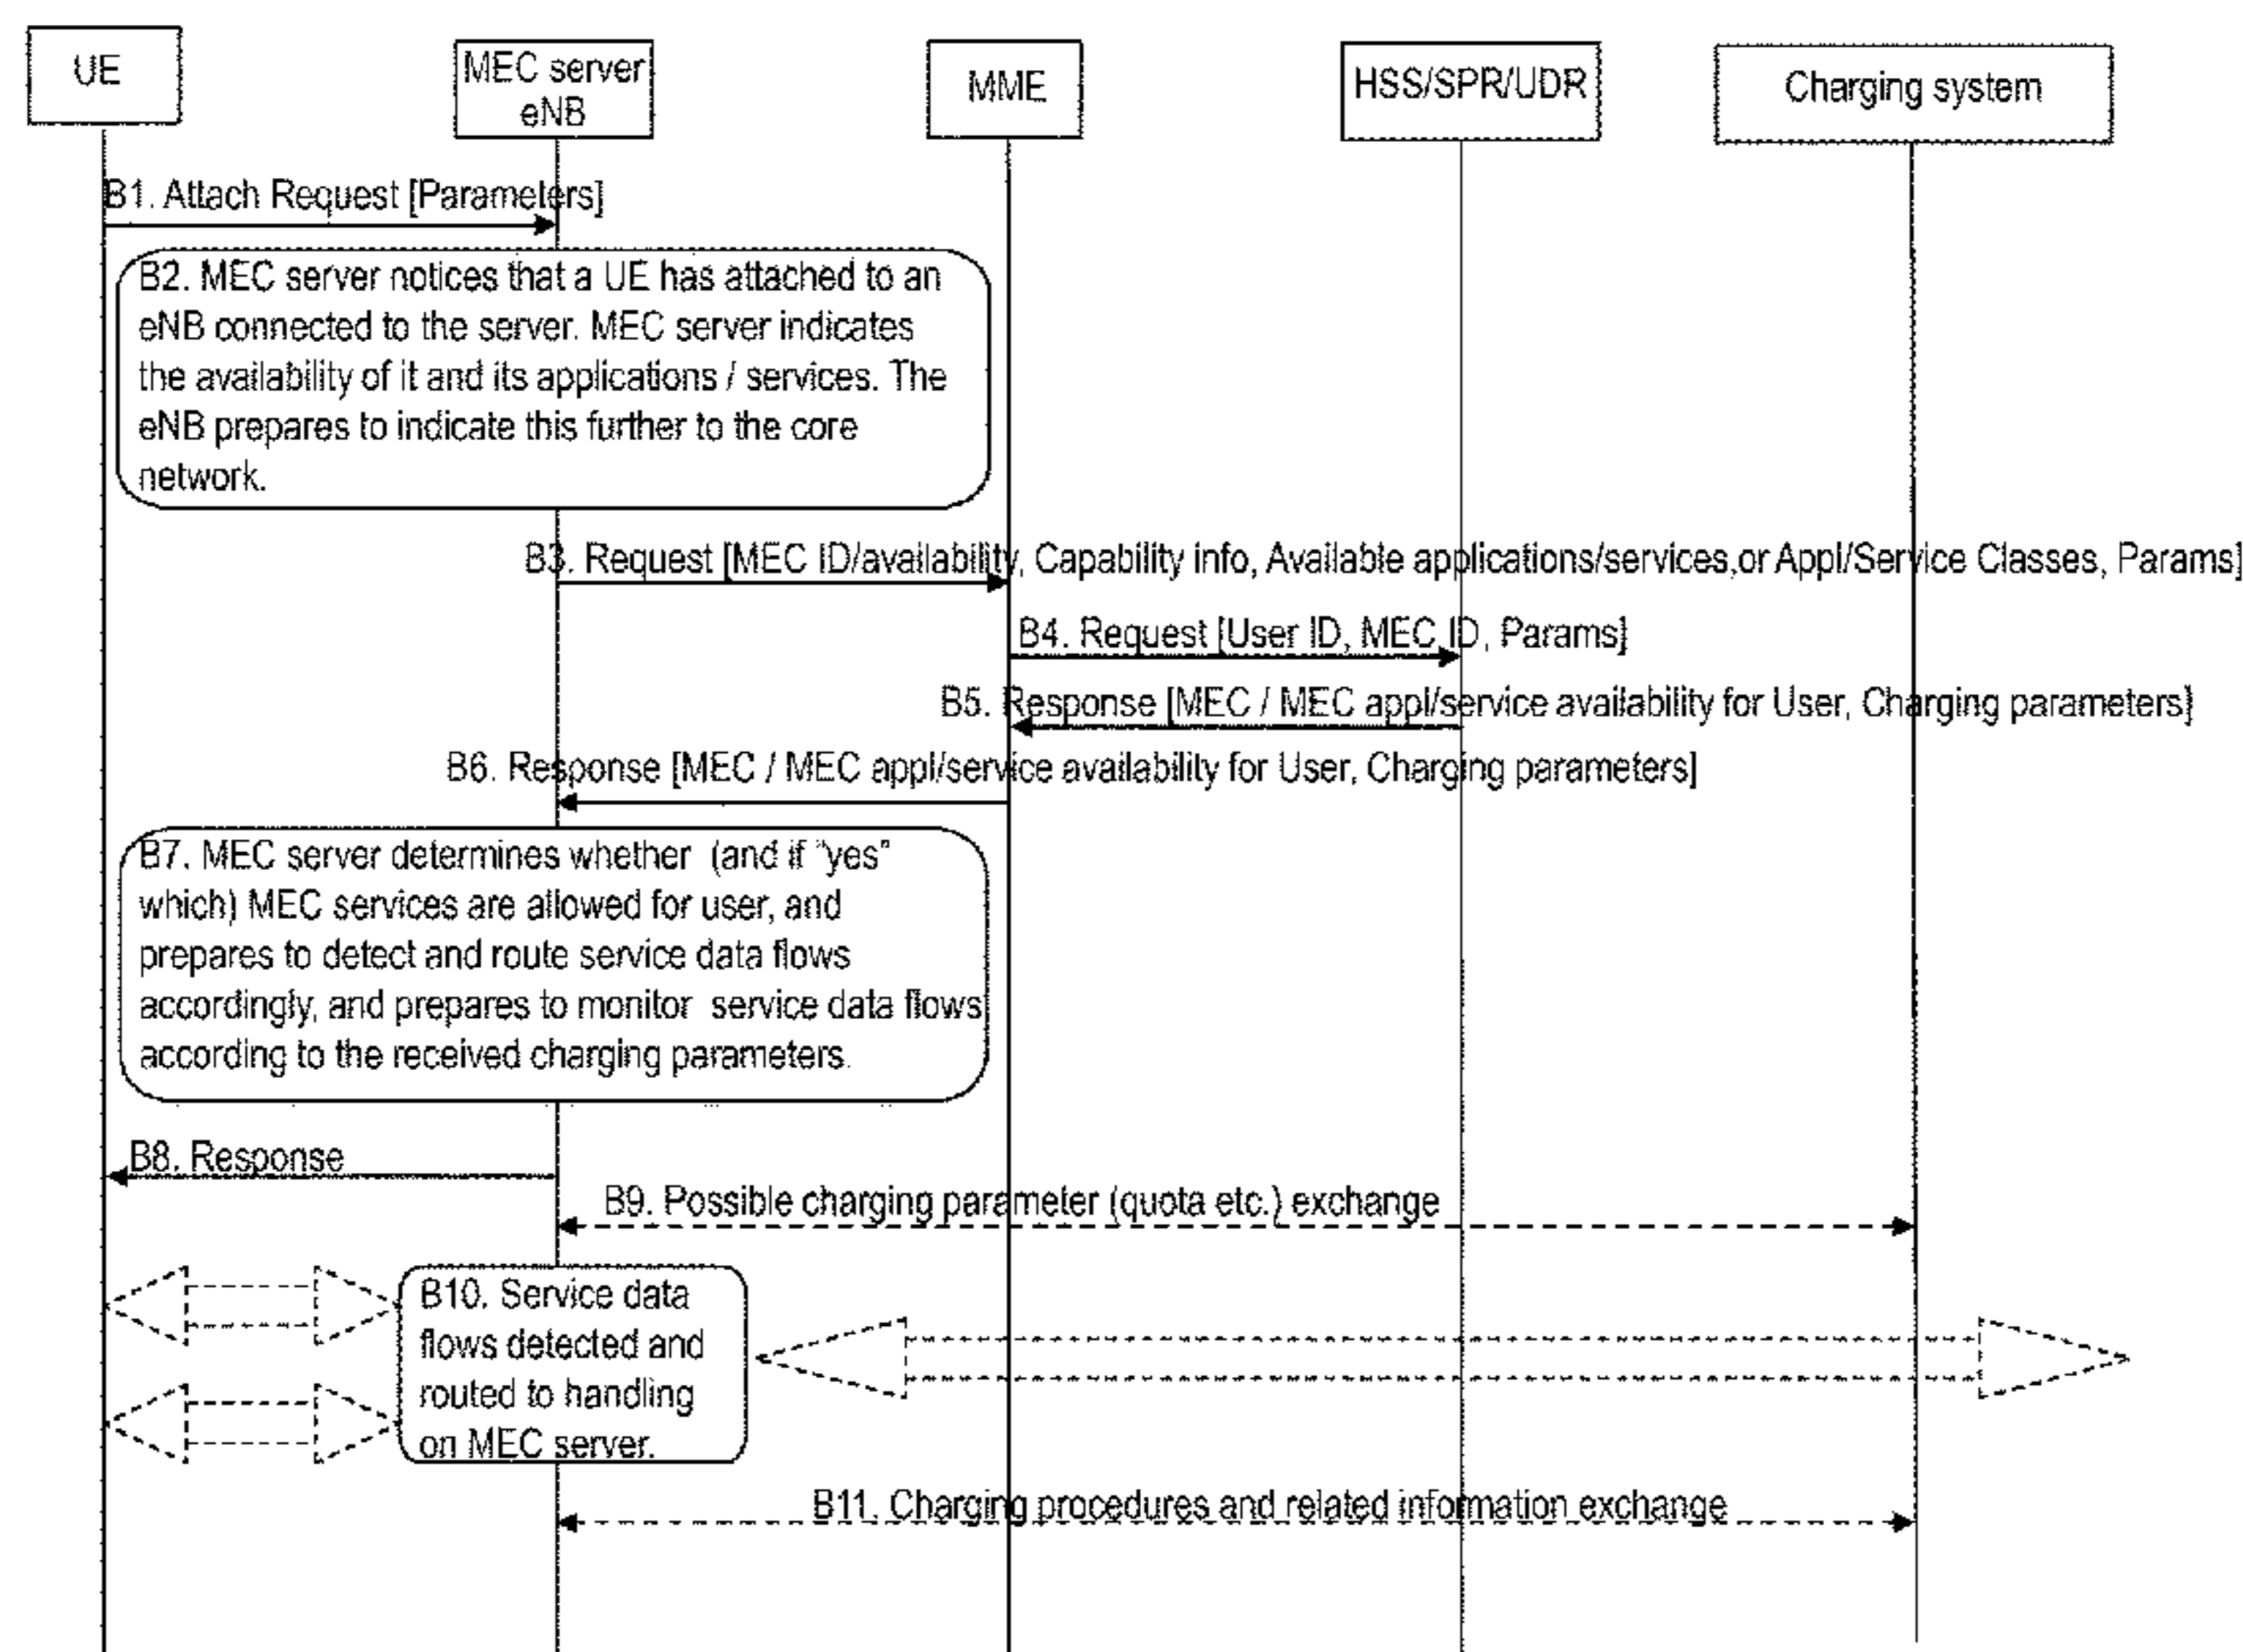 UE
MEC server
eNB
MME
HSS/SPR/UDR
Charging system
B1. Attach Request [Parameters]
B2. MEC server notices that a UE has attached to an
eNB connected to the server. MEC server indicates
the availability of it and its applications / services. The
eNB prepares to indicate this further to the core
network.
B3. Request [MEC ID/availability, Capability info, Available applications/services,or Appl/Service Classes, Params]
B4. Request [User ID, MEC ID, Params]
B5. Response [MEC / MEC appl/service availability for User, Charging parameters]
B6. Response [MEC / MEC appl/service availability for User, Charging parameters]
B7. MEC server determines whether (and if "yes"
which) MEC services are allowed for user, and
prepares to detect and route service data flows
accordingly, and prepares to monitor service data flows
according to the received charging parameters.
B8. Response
B9. Possible charging parameter (quota etc.) exchange
B10. Service data
flows detected and
routed to handling
on MEC server.
B11. Charging procedures and related information exchange